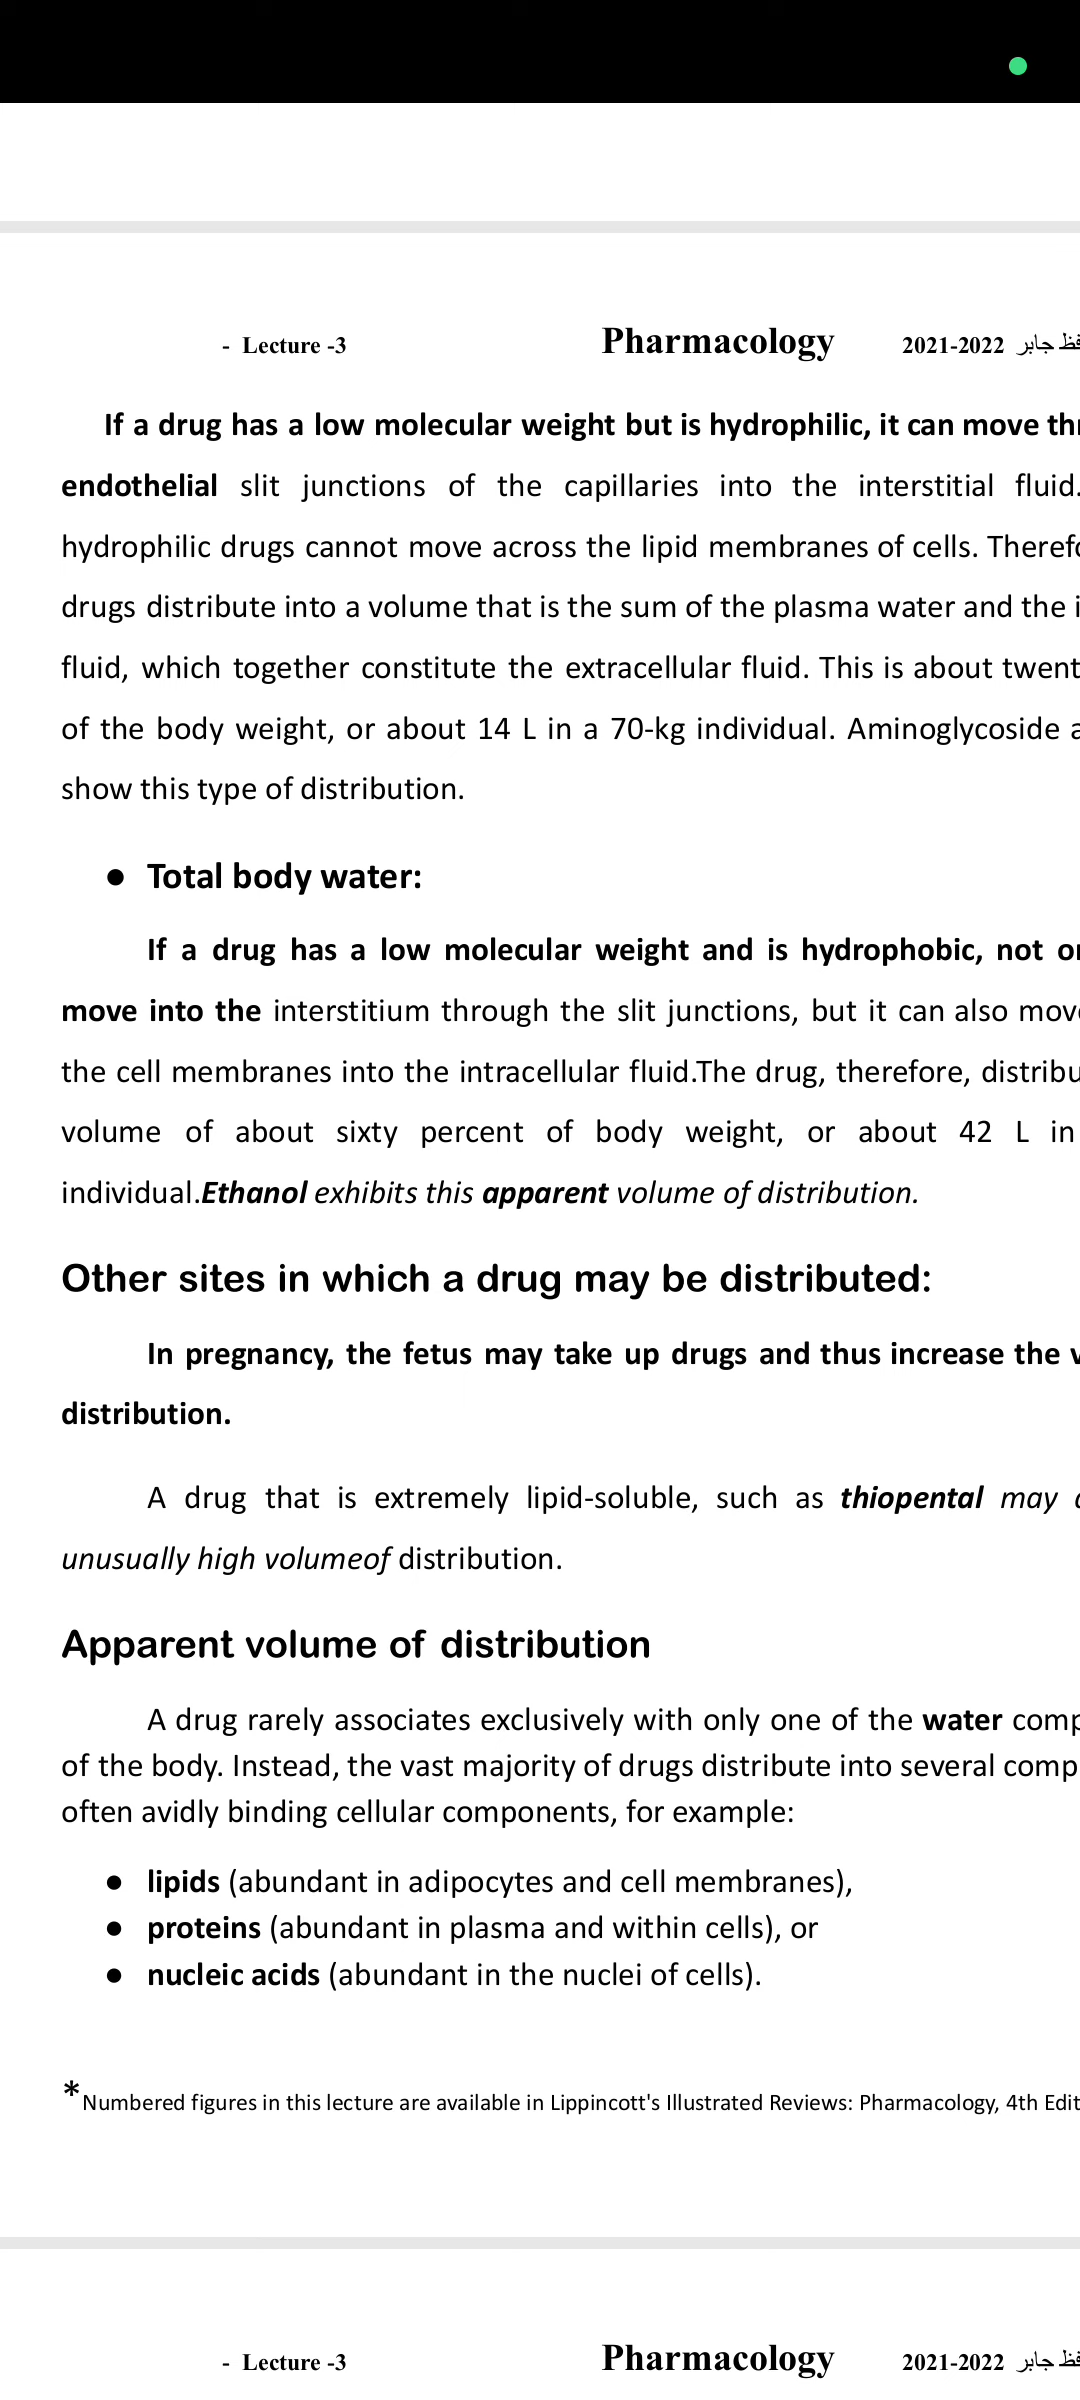 - Lecture -3 Pharmacology 2021-2022 جابر
If a drug has a low molecular weight but is hydrophilic, it can move
endothelial slit junctions of the capillaries into the interstitial fluid.
hydrophilic drugs cannot move across the lipid membranes of cells.
drugs distribute into a volume that is the sum of the plasma water and the
fluid, which together constitute the extracellular fluid. This is about
of the body weight, or about 14 L in a 70-kg individual. Aminoglycoside
show this type of distribution.
● Total body water:
If a drug has a low molecular weight and is hydrophobic, not
move into the interstitium through the slit junctions, but it can also
the cell membranes into the intracellular fluid.The drug, therefore,
volume of about sixty percent of body weight, or about 42 L in
individual.Ethanol exhibits this apparent volume of distribution.
Other sites in which a drug may be distributed:
In pregnancy, the fetus may take up drugs and thus increase the
distribution.
A drug that is extremely lipid-soluble, such as thiopental may
unusually high volumeof distribution.
Apparent volume of distribution
A drug rarely associates exclusively with only one of the water
of the body. Instead, the vast majority of drugs distribute into several
often avidly binding cellular components, for example:
● lipids (abundant in adipocytes and cell membranes),
● proteins (abundant in plasma and within cells), or
● nucleic acids (abundant in the nuclei of cells).
*Numbered figures in this lecture are available in Lippincott's Illustrated Reviews: Pharmacology, 4th
- Lecture -3 Pharmacology 2021-2022 جابر